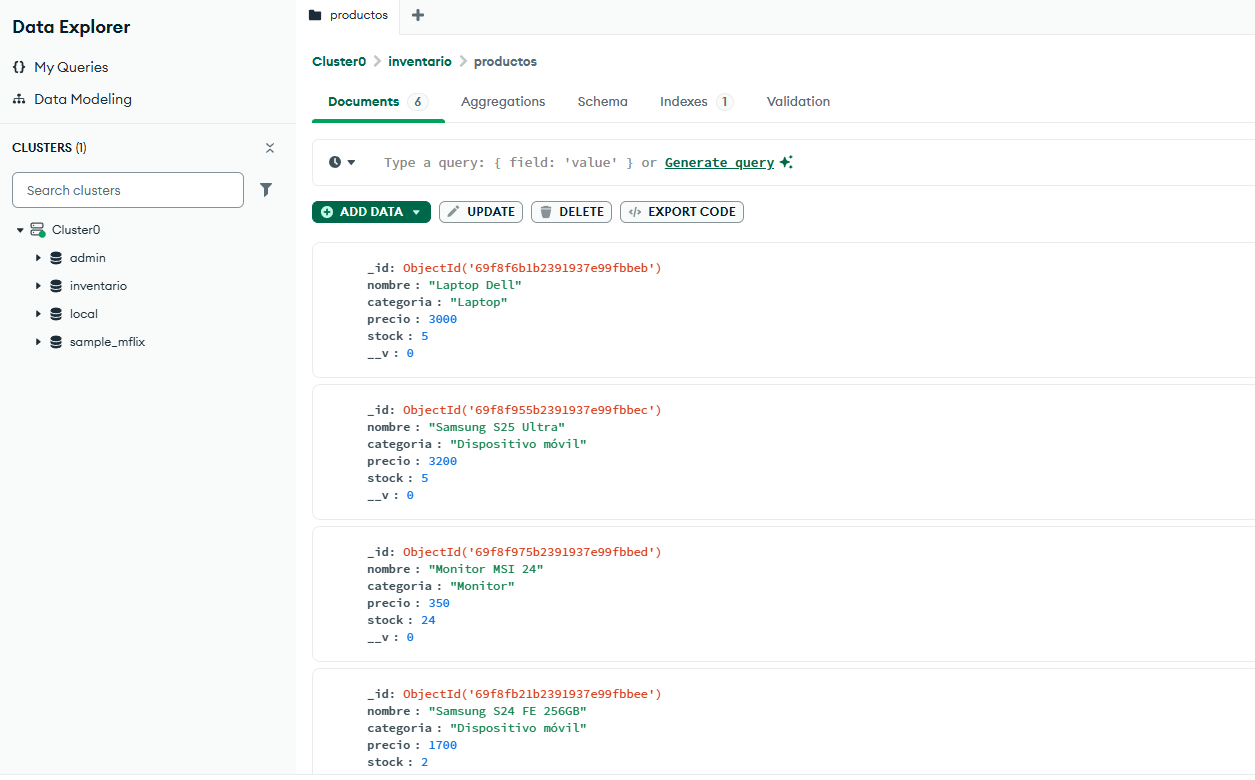 Data Explorer
My Queries
Data Modeling
CLUSTERS (1)
Search clusters
Cluster0
admin
inventario
local
sample_mflix
productos
Cluster0 > inventario > productos
Documents 6 Aggregations Schema Indexes 1 Validation
Type a query: { field: 'value' } or Generate query
ADD DATA UPDATE DELETE EXPORT CODE
_id: ObjectId('69f8f6b1b2391937e99fbbeb')
nombre : "Laptop Dell"
categoria : "Laptop"
precio : 3000
stock : 5
__v : 0
_id: ObjectId('69f8f955b2391937e99fbbec')
nombre : "Samsung S25 Ultra"
categoria : "Dispositivo móvil"
precio : 3200
stock : 5
__v : 0
_id: ObjectId('69f8f975b2391937e99fbbed')
nombre : "Monitor MSI 24"
categoria : "Monitor"
precio : 350
stock : 24
__v : 0
_id: ObjectId('69f8fb21b2391937e99fbbee')
nombre : "Samsung S24 FE 256GB"
categoria : "Dispositivo móvil"
precio : 1700
stock : 2